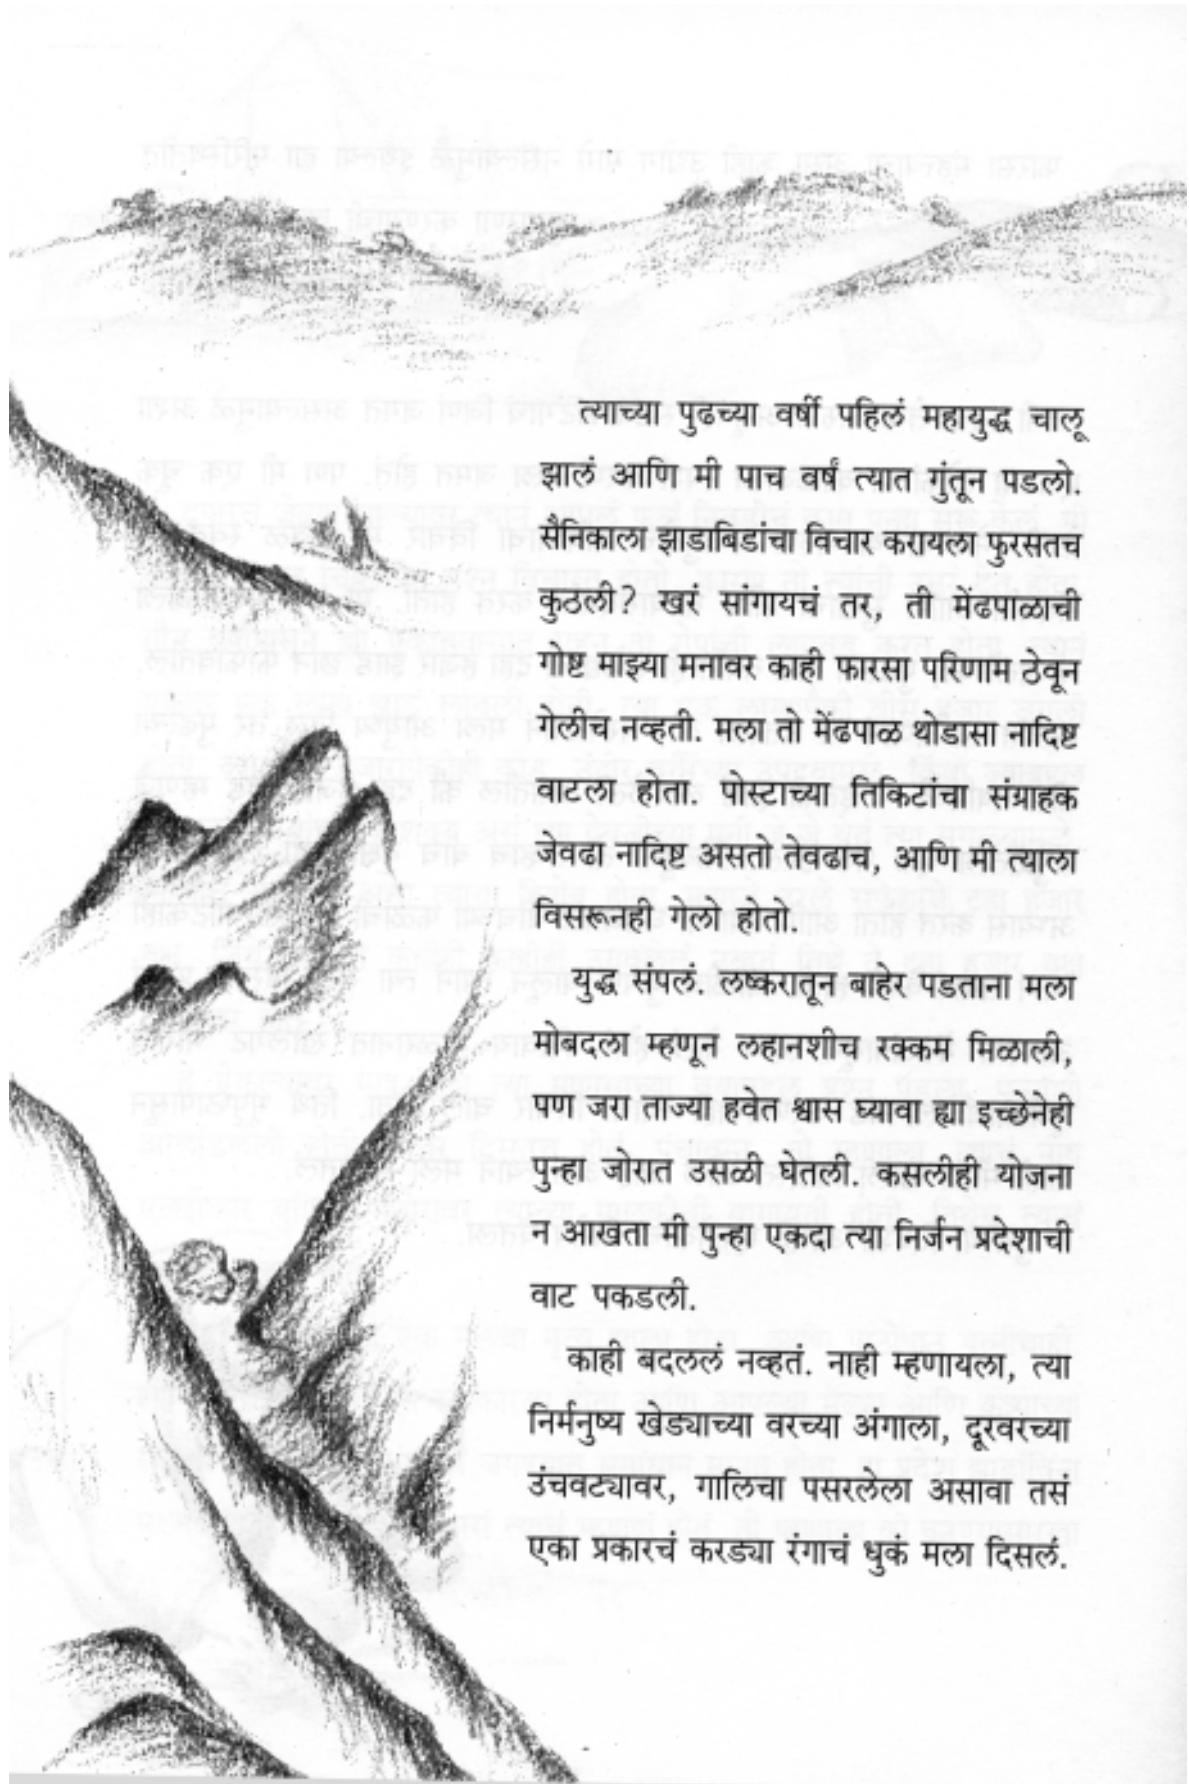 त्याच्या पुढच्या वर्षी पहिलं महायुद्ध चालू
झालं आणि मी पाच वर्षं त्यात गुंतून पडलो.
सैनिकाला झाडाबिडांचा विचार करायला फुरसतच
कुठली? खरं सांगायचं तर, ती मेंढपाळाची
गोष्ट माझ्या मनावर काही फारसा परिणाम ठेवून
गेलीच नव्हती. मला तो मेंढपाळ थोडासा नादिष्ट
वाटला होता. पोस्टाच्या तिकिटांचा संग्राहक
जेवढा नादिष्ट असतो तेवढाच, आणि मी त्याला
विसरूनही गेलो होतो.
युद्ध संपलं. लष्करातून बाहेर पडताना मला
मोबदला म्हणून लहानशीच रक्कम मिळाली,
पण जरा ताज्या हवेत श्वास घ्यावा ह्या इच्छेनेही
पुन्हा जोरात उसळी घेतली. कसलीही योजना
न आखता मी पुन्हा एकदा त्या निर्जन प्रदेशाची
वाट पकडली.
काही बदललं नव्हतं. नाही म्हणायला, त्या
निर्मनुष्य खेड्याच्या वरच्या अंगाला, दूरवरच्या
उंचवट्यावर, गालिचा पसरलेला असावा तसं
एका प्रकारचं करड्या रंगाचं धुकं मला दिसलं.